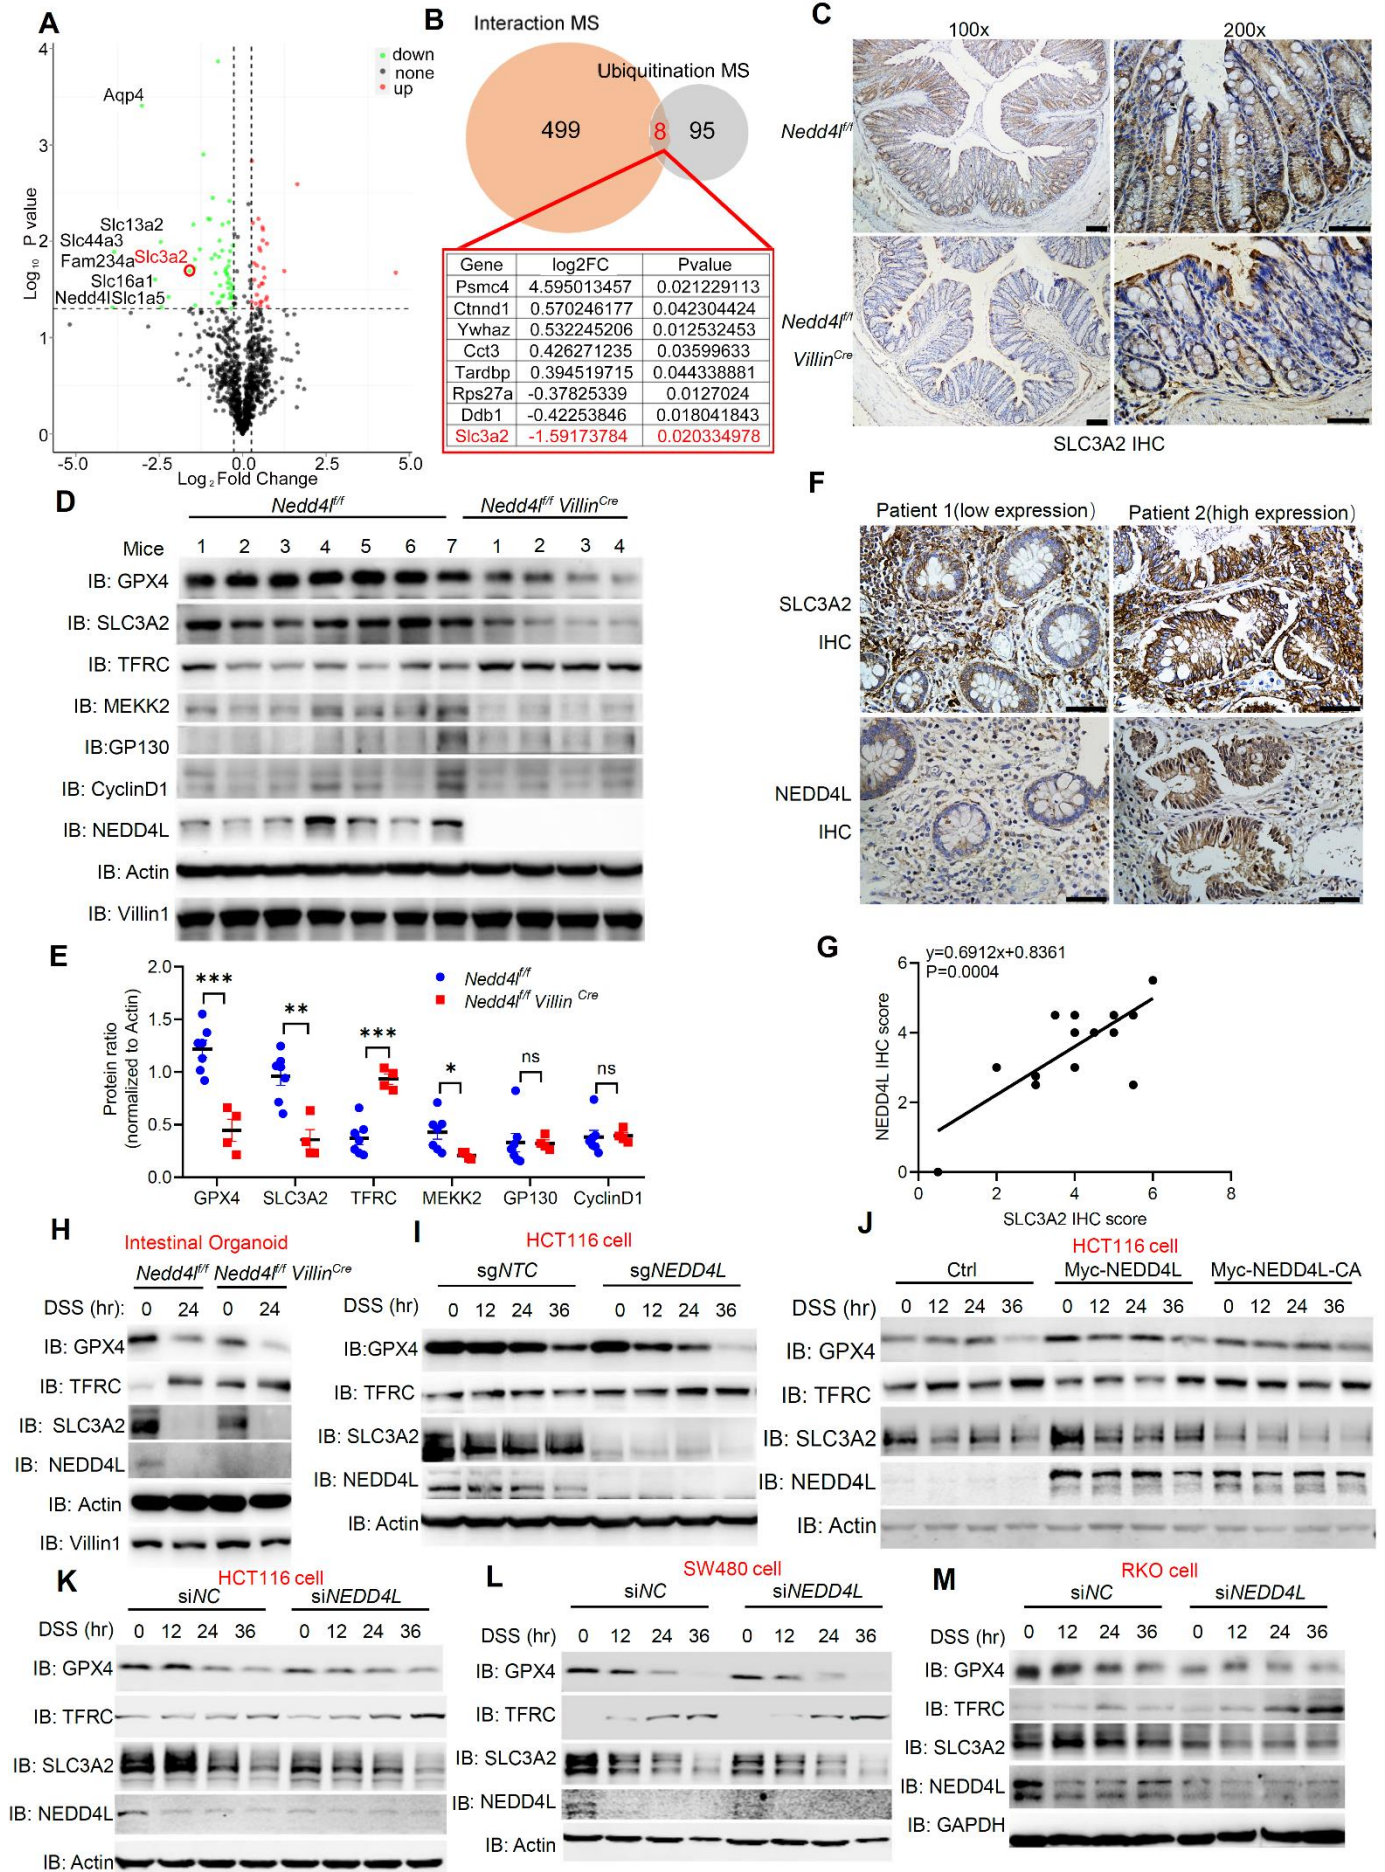 A
4
3
2
1
0
Log₁₀ P value
down
none
up
Aqp4
Slc13a2
Slc44a3
Fam234a
Slc3a2
Slc16a1
Nedd4l
Slc1a5
-5.0 -2.5 0.0 2.5 5.0
Log₂ Fold Change
B
Interaction MS
Ubiquitination MS
499 8 95
Gene log2FC Pvalue
Psmc4 4.595013457 0.021229113
Ctnnd1 0.570246177 0.042304424
Ywhaz 0.532245206 0.012532453
Cct3 0.426271235 0.03599633
Tardbp 0.394519715 0.044338881
Rps27a -0.37825339 0.0127024
Ddb1 -0.42253846 0.018041843
Slc3a2 -1.59173784 0.020334978
C
100x 200x
Nedd4l^f/f
Nedd4l^f/f
Villin^Cre
SLC3A2 IHC
D
Nedd4l^f/f Nedd4l^f/f Villin^Cre
Mice 1 2 3 4 5 6 7 1 2 3 4
IB: GPX4
IB: SLC3A2
IB: TFRC
IB: MEKK2
IB:GP130
IB: CyclinD1
IB: NEDD4L
IB: Actin
IB: Villin1
E
Protein ratio
(normalized to Actin)
2.0
1.5
1.0
0.5
0.0
Nedd4l^f/f
Nedd4l^f/f Villin^Cre
*** ** *** * ns ns
GPX4 SLC3A2 TFRC MEKK2 GP130 CyclinD1
F
Patient 1(low expression) Patient 2(high expression)
SLC3A2
IHC
NEDD4L
IHC
G
y=0.6912x+0.8361
P=0.0004
NEDD4L IHC score
6
4
2
0
0 2 4 6 8
SLC3A2 IHC score
H
Intestinal Organoid
Nedd4l^f/f Nedd4l^f/f Villin^Cre
DSS (hr): 0 24 0 24
IB: GPX4
IB: TFRC
IB: SLC3A2
IB: NEDD4L
IB: Actin
IB: Villin1
I
HCT116 cell
sgNTC sgNEDD4L
DSS (hr) 0 12 24 36 0 12 24 36
IB:GPX4
IB: TFRC
IB: SLC3A2
IB: NEDD4L
IB: Actin
J
HCT116 cell
Ctrl Myc-NEDD4L Myc-NEDD4L-CA
DSS (hr) 0 12 24 36 0 12 24 36 0 12 24 36
IB: GPX4
IB: TFRC
IB: SLC3A2
IB: NEDD4L
IB: Actin
K
HCT116 cell
siNC siNEDD4L
DSS (hr) 0 12 24 36 0 12 24 36
IB: GPX4
IB: TFRC
IB: SLC3A2
IB: NEDD4L
IB: Actin
L
SW480 cell
siNC siNEDD4L
DSS (hr) 0 12 24 36 0 12 24 36
IB: GPX4
IB: TFRC
IB: SLC3A2
IB: NEDD4L
IB: Actin
M
RKO cell
siNC siNEDD4L
DSS (hr) 0 12 24 36 0 12 24 36
IB: GPX4
IB: TFRC
IB: SLC3A2
IB: NEDD4L
IB: GAPDH